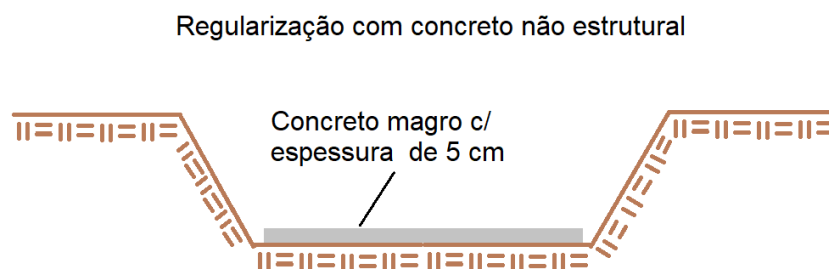 Regularização com concreto não estrutural
Concreto magro c/
espessura de 5 cm